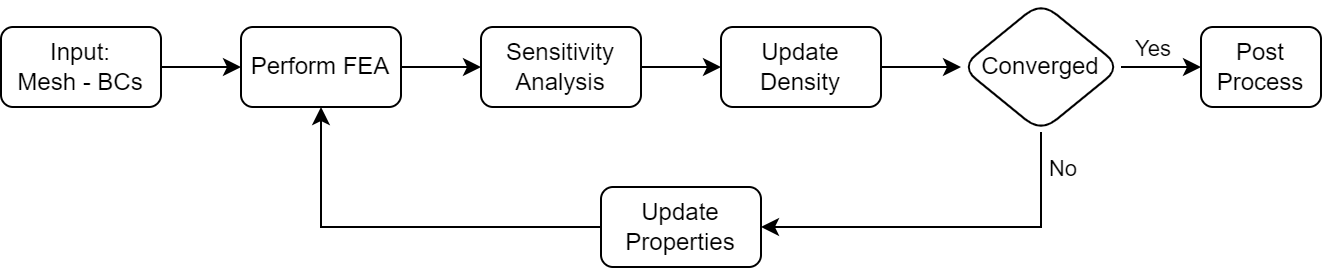 Input:
Mesh - BCs
Perform FEA
Sensitivity
Analysis
Update
Density
Converged
Yes
Post
Process
No
Update
Properties